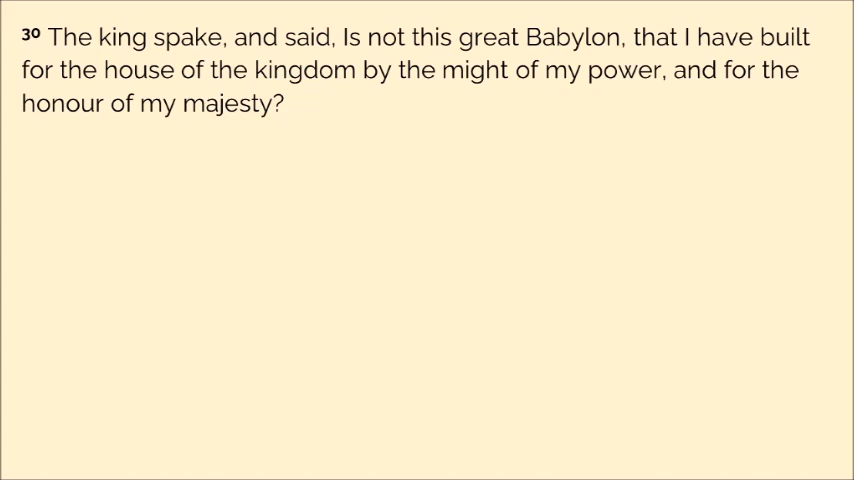 30 The king spake, and said, Is not this great Babylon, that I have built
for the house of the kingdom by the might of my power, and for the
honour of my majesty?